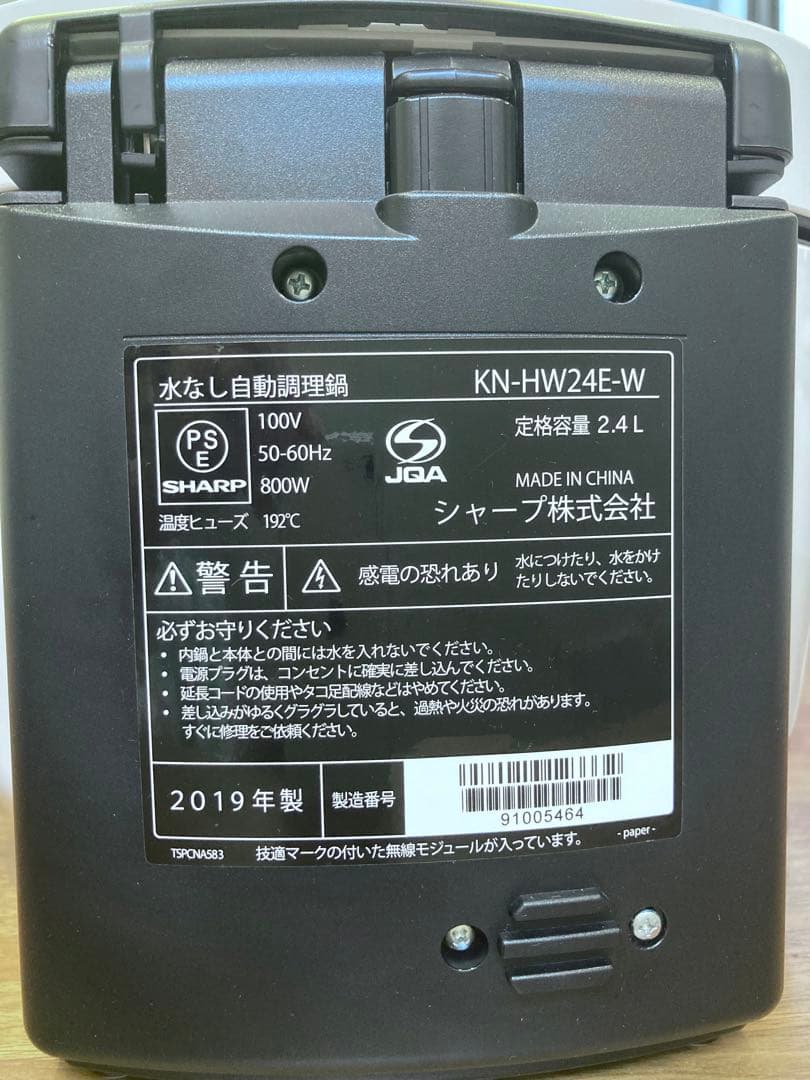 水なし自動調理鍋 KN-HW24E-W
PS
E
SHARP
100V
50-60Hz
800W
JQA
定格容量 2.4L
MADE IN CHINA
シャープ株式会社
温度ヒューズ 192℃
警告
感電の恐れあり
水につけたり、水をかけ
たりしないでください。
必ずお守りください
・ 内鍋と本体との間には水を入れないでください。
・ 電源プラグは、コンセントに確実に差し込んでください。
・ 延長コードの使用やタコ足配線などはやめてください。
・ 差し込みがゆるくグラグラしていると、過熱や火災の恐れがあります。
すぐに修理をご依頼ください。
2019年製
製造番号
91005464
TSPCNA583 技適マークの付いた無線モジュールが入っています。 - paper -